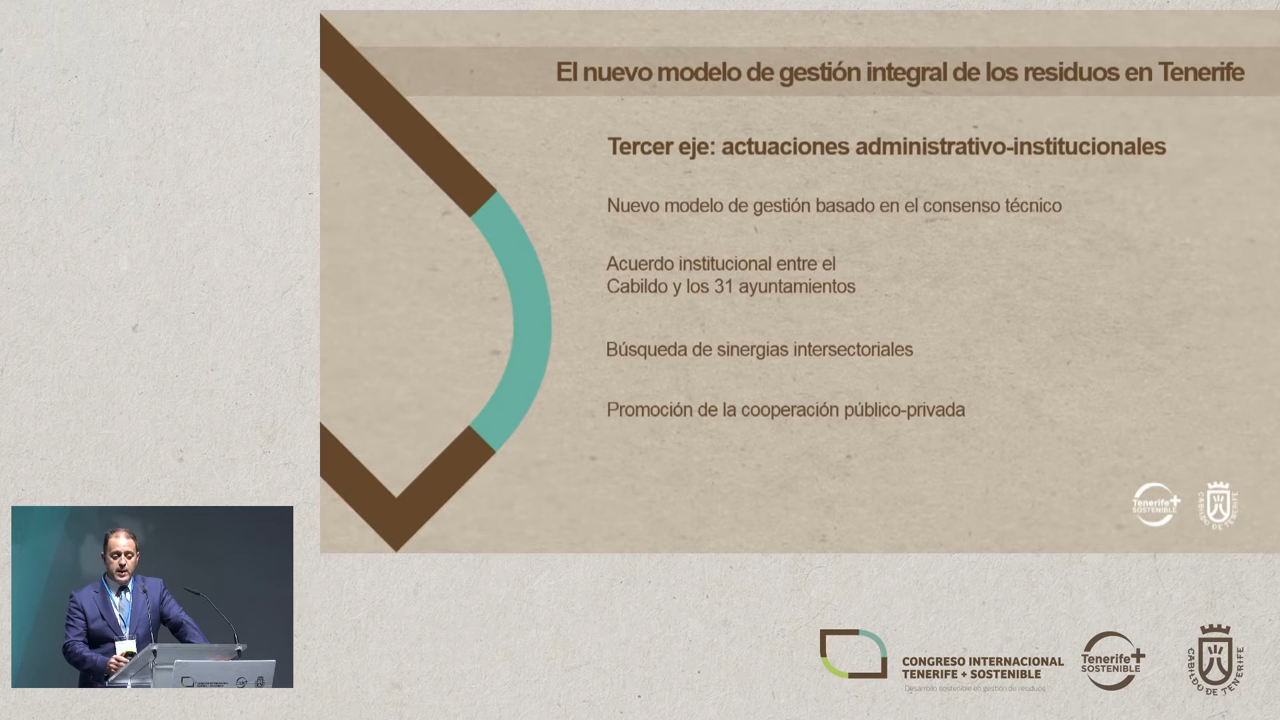 El nuevo modelo de gestión integral de los residuos en Tenerife
Tercer eje: actuaciones administrativo-institucionales
Nuevo modelo de gestión basado en el consenso técnico
Acuerdo institucional entre el
Cabildo y los 31 ayuntamientos
Búsqueda de sinergias intersectoriales
Promoción de la cooperación público-privada
Tenerife+
SOSTENIBLE
CABILDO DE TENERIFE
CONGRESO INTERNACIONAL
TENERIFE + SOSTENIBLE
Desarrollo sostenible en gestión de residuos
Tenerife+
SOSTENIBLE
CABILDO DE TENERIFE